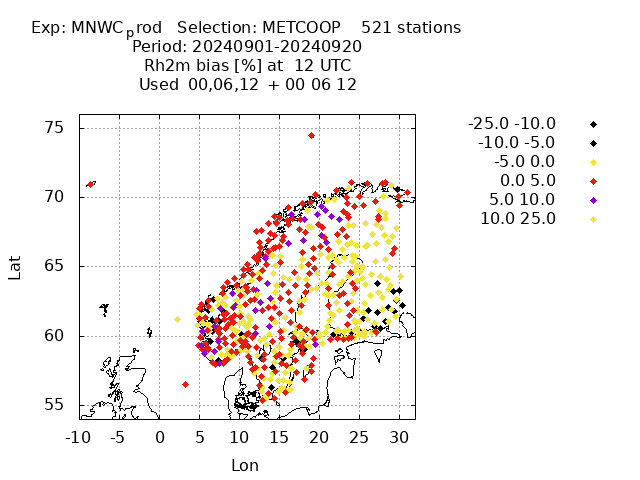 Exp: MNWCprod   Selection: METCOOP    521 stations
Period: 20240901-20240920
Rh2m bias [%] at  12 UTC
Used  00,06,12  + 00 06 12
-25.0 -10.0
-10.0 -5.0
-5.0 0.0
0.0 5.0
5.0 10.0
10.0 25.0
75
70
65
60
55
Lat
-10 -5 0 5 10 15 20 25 30
Lon